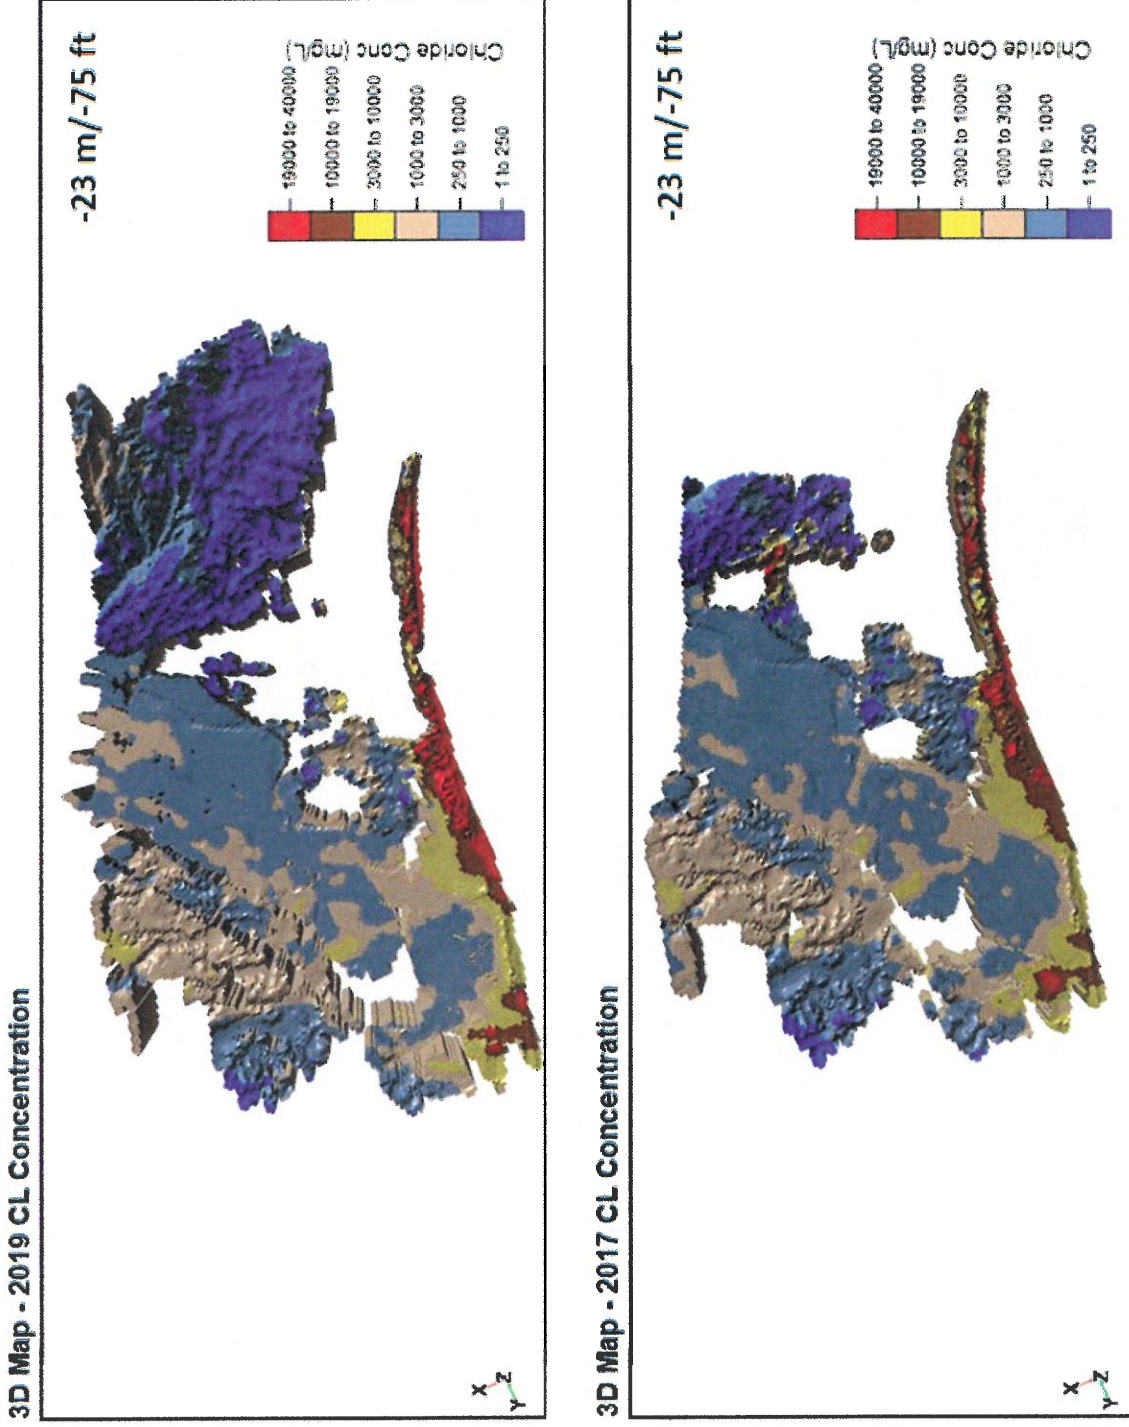 3D Map - 2019 CL Concentration
-23 m/-75 ft
Chloride Conc (mg/L)
19000 to 40000
10000 to 19000
3000 to 10000
1000 to 3000
250 to 1000
1 to 250
X
Y
Z
3D Map - 2017 CL Concentration
-23 m/-75 ft
Chloride Conc (mg/L)
19000 to 40000
10000 to 19000
3000 to 10000
1000 to 3000
250 to 1000
1 to 250
X
Y
Z